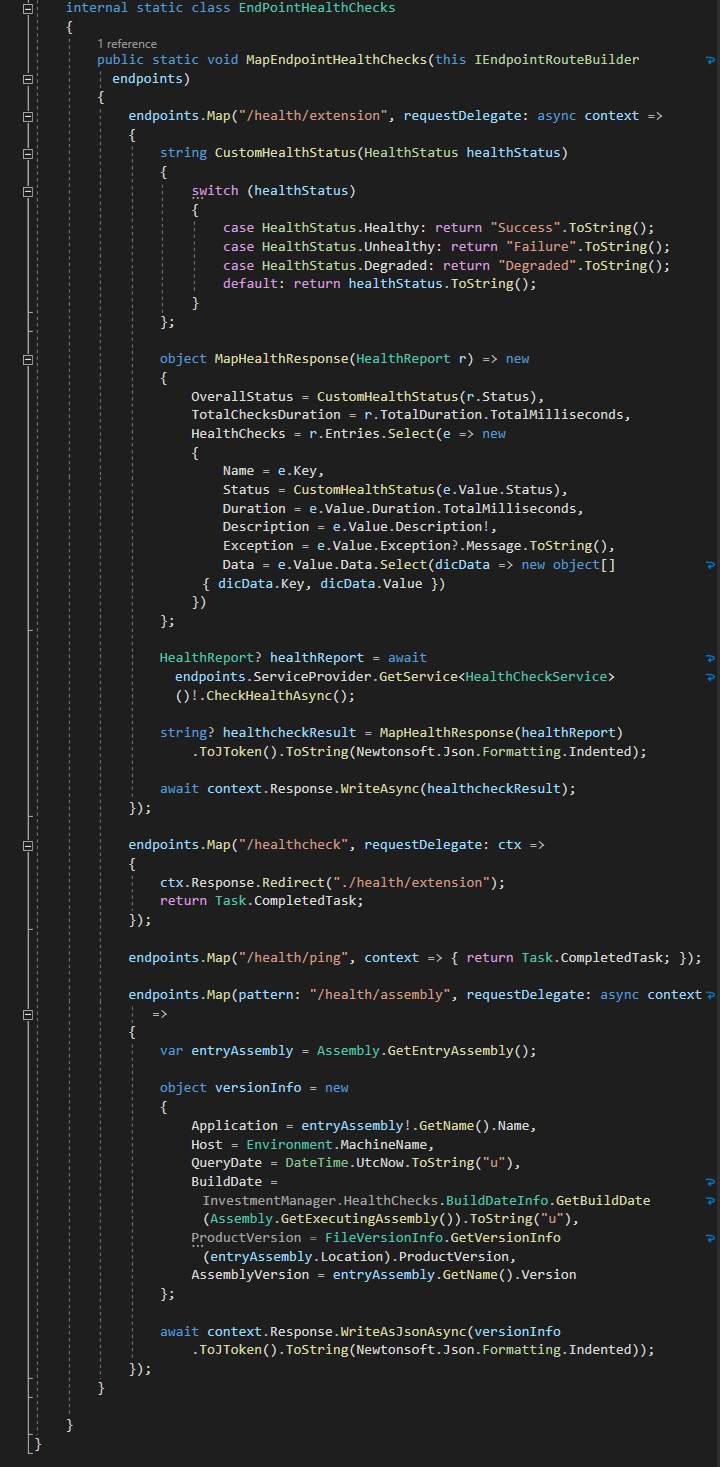 internal static class EndPointHealthChecks
{
1 reference
public static void MapEndpointHealthChecks(this IEndpointRouteBuilder
endpoints)
{
endpoints.Map("/health/extension", requestDelegate: async context =>
{
string CustomHealthStatus(HealthStatus healthStatus)
{
switch (healthStatus)
{
case HealthStatus.Healthy: return "Success".ToString();
case HealthStatus.Unhealthy: return "Failure".ToString();
case HealthStatus.Degraded: return "Degraded".ToString();
default: return healthStatus.ToString();
}
};
object MapHealthResponse(HealthReport r) => new
{
OverallStatus = CustomHealthStatus(r.Status),
TotalChecksDuration = r.TotalDuration.TotalMilliseconds,
HealthChecks = r.Entries.Select(e => new
{
Name = e.Key,
Status = CustomHealthStatus(e.Value.Status),
Duration = e.Value.Duration.TotalMilliseconds,
Description = e.Value.Description!,
Exception = e.Value.Exception?.Message.ToString(),
Data = e.Value.Data.Select(dicData => new object[]
{ dicData.Key, dicData.Value })
})
};
HealthReport? healthReport = await
endpoints.ServiceProvider.GetService<HealthCheckService>
()!.CheckHealthAsync();
string? healthcheckResult = MapHealthResponse(healthReport)
.ToJToken().ToString(Newtonsoft.Json.Formatting.Indented);
await context.Response.WriteAsync(healthcheckResult);
});
endpoints.Map("/healthcheck", requestDelegate: ctx =>
{
ctx.Response.Redirect("./health/extension");
return Task.CompletedTask;
});
endpoints.Map("/health/ping", context => { return Task.CompletedTask; });
endpoints.Map(pattern: "/health/assembly", requestDelegate: async context
=>
{
var entryAssembly = Assembly.GetEntryAssembly();
object versionInfo = new
{
Application = entryAssembly!.GetName().Name,
Host = Environment.MachineName,
QueryDate = DateTime.UtcNow.ToString("u"),
BuildDate =
InvestmentManager.HealthChecks.BuildDateInfo.GetBuildDate
(Assembly.GetExecutingAssembly()).ToString("u"),
ProductVersion = FileVersionInfo.GetVersionInfo
(entryAssembly.Location).ProductVersion,
AssemblyVersion = entryAssembly.GetName().Version
};
await context.Response.WriteAsJsonAsync(versionInfo
.ToJToken().ToString(Newtonsoft.Json.Formatting.Indented));
});
}
}
}